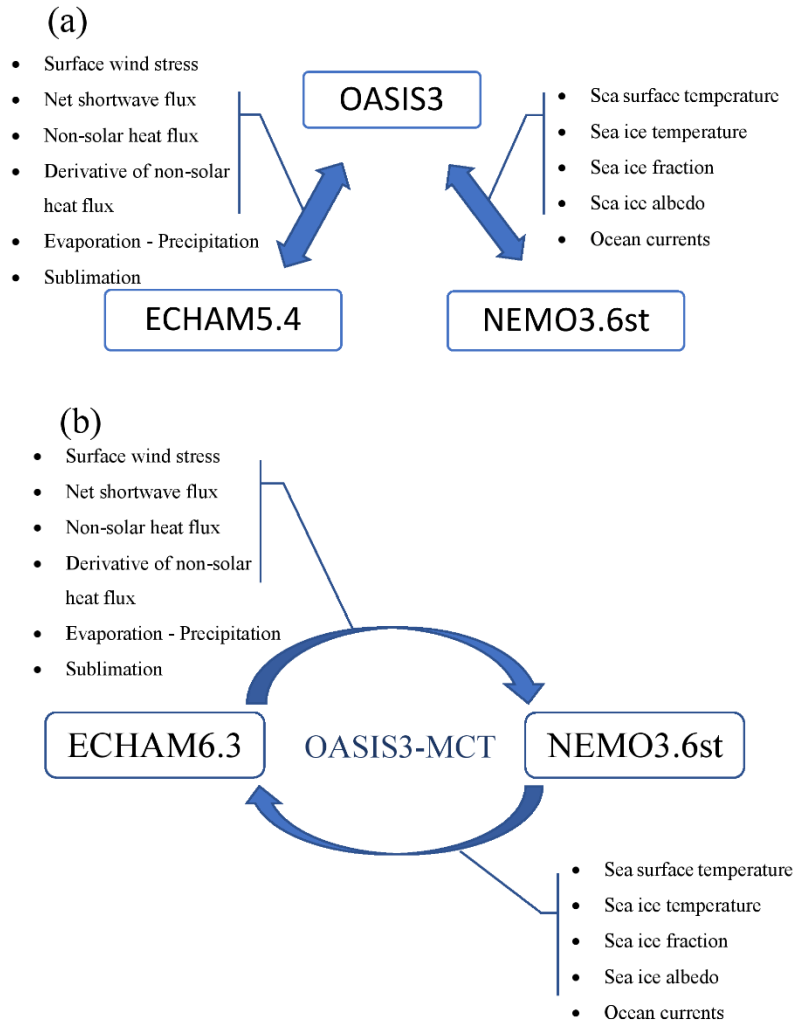 (a)
• Surface wind stress
• Net shortwave flux
• Non-solar heat flux
• Derivative of non-solar
heat flux
• Evaporation - Precipitation
• Sublimation
OASIS3
• Sea surface temperature
• Sea ice temperature
• Sea ice fraction
• Sea ice albedo
• Ocean currents
ECHAM5.4
NEMO3.6st
(b)
• Surface wind stress
• Net shortwave flux
• Non-solar heat flux
• Derivative of non-solar
heat flux
• Evaporation - Precipitation
• Sublimation
ECHAM6.3
OASIS3-MCT
NEMO3.6st
• Sea surface temperature
• Sea ice temperature
• Sea ice fraction
• Sea ice albedo
• Ocean currents